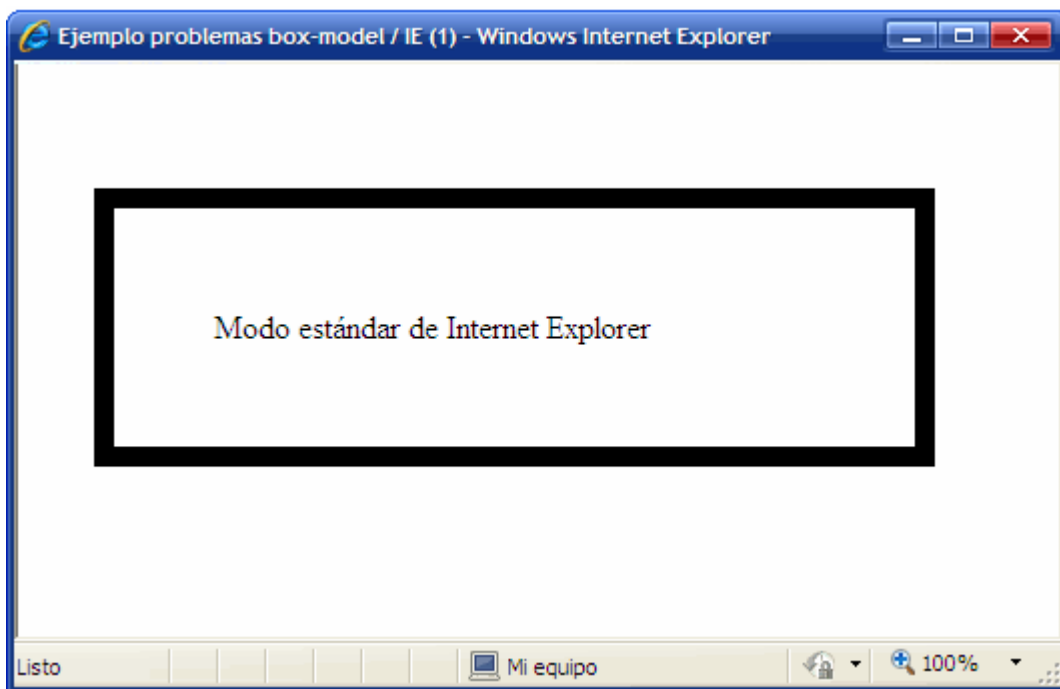 Ejemplo problemas box-model / IE (1) - Windows Internet Explorer
Modo estándar de Internet Explorer
Listo
Mi equipo
100%